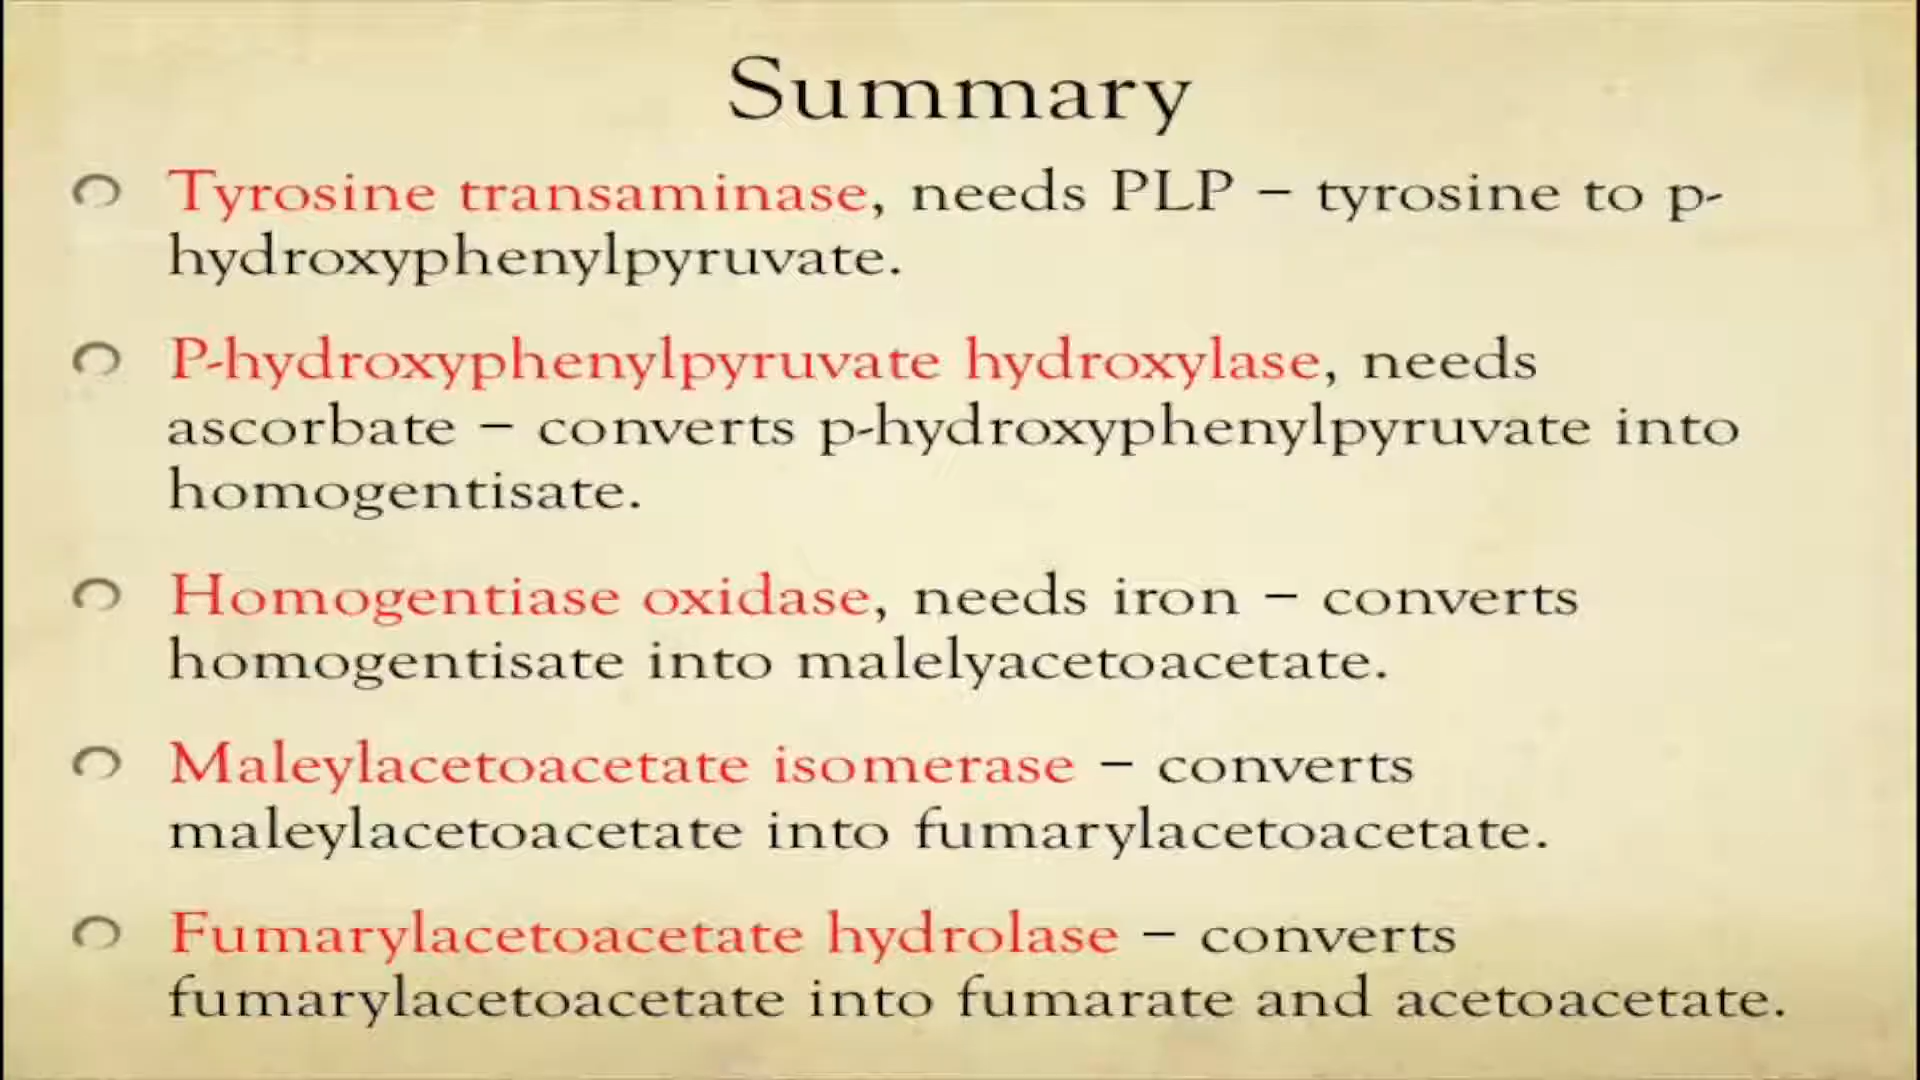 Summary
Tyrosine transaminase, needs PLP – tyrosine to p-
hydroxyphenylpyruvate.
P-hydroxyphenylpyruvate hydroxylase, needs
ascorbate – converts p-hydroxyphenylpyruvate into
homogentisate.
Homogentiase oxidase, needs iron – converts
homogentisate into malelyacetoacetate.
Maleylacetoacetate isomerase – converts
maleylacetoacetate into fumarylacetoacetate.
Fumarylacetoacetate hydrolase – converts
fumarylacetoacetate into fumarate and acetoacetate.